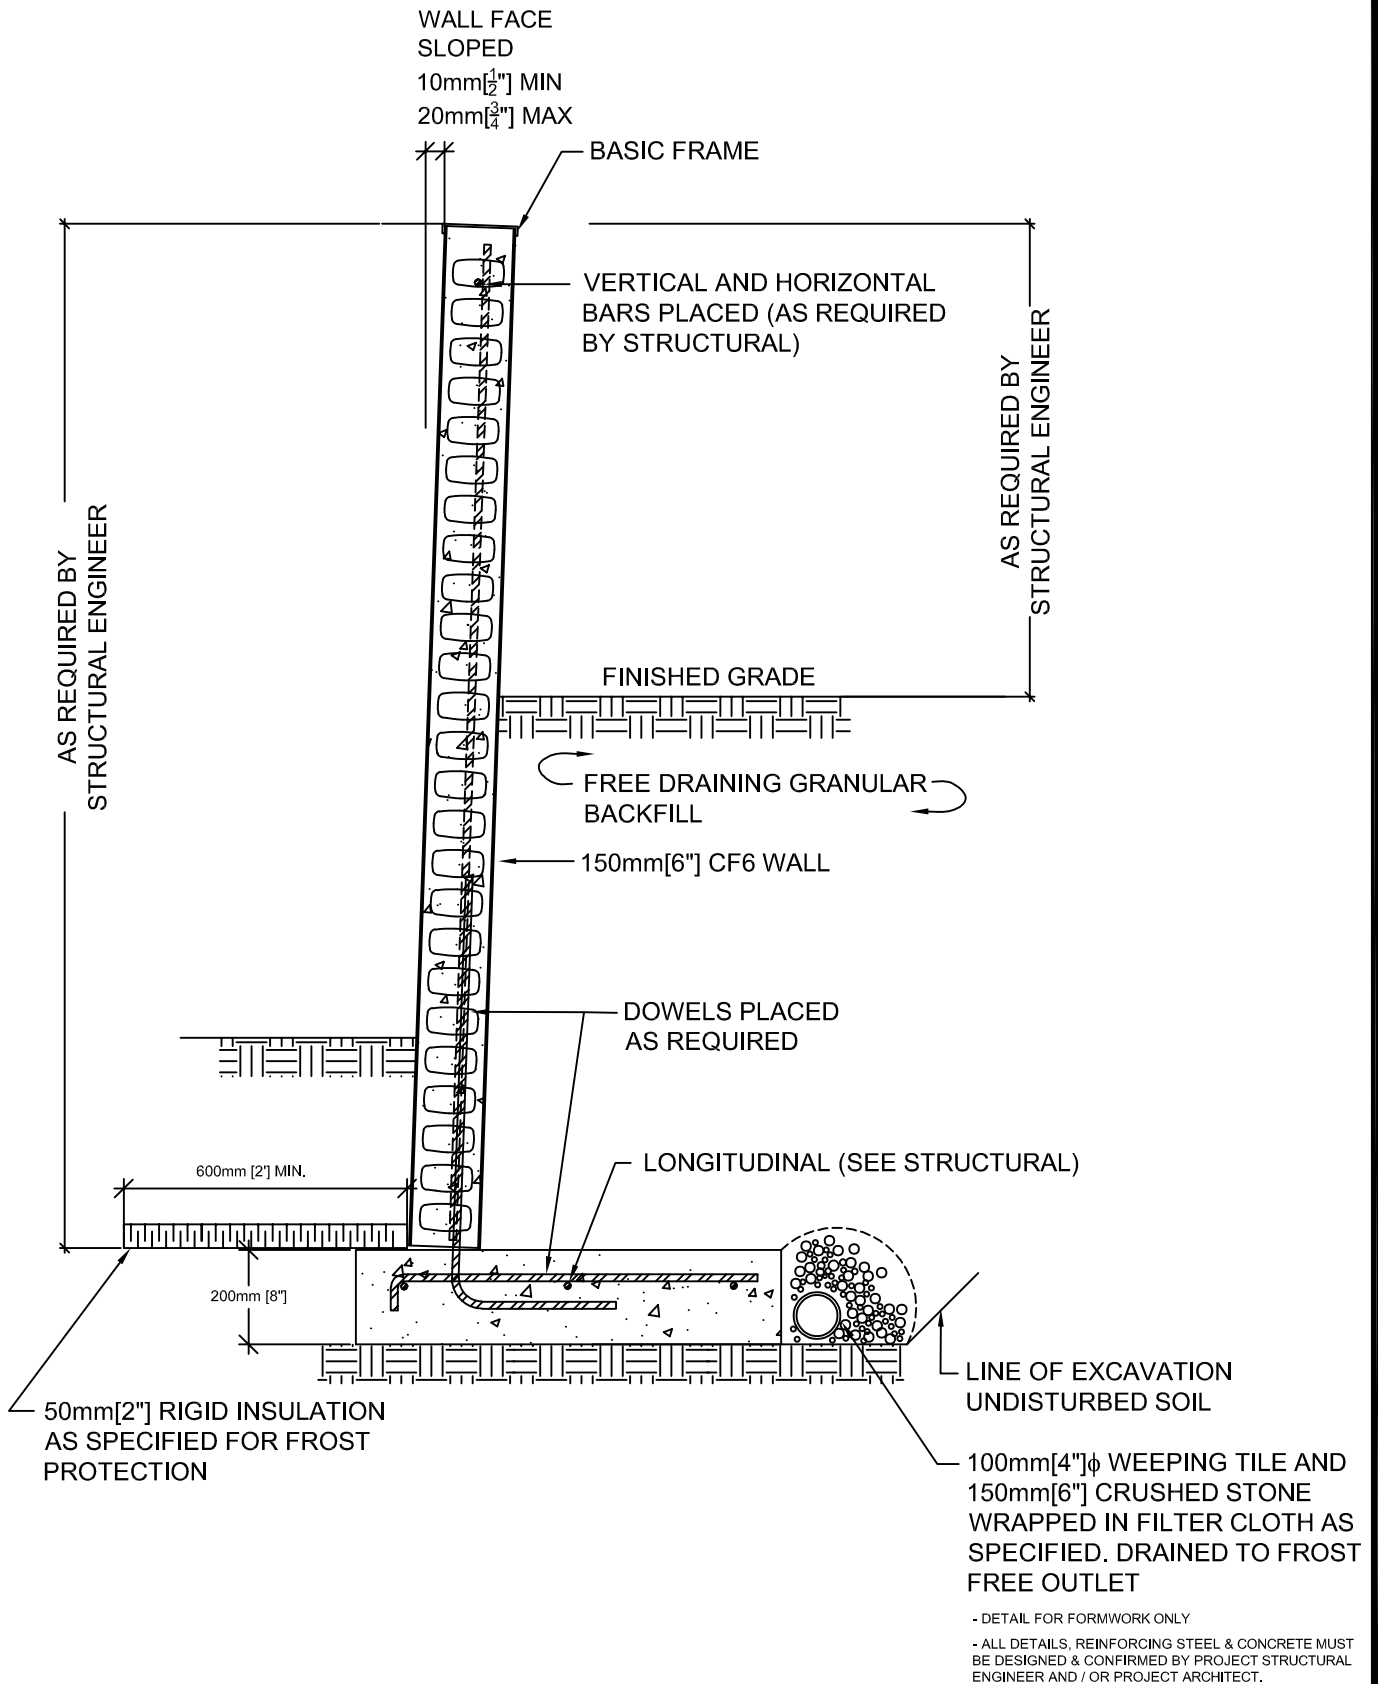 WALL FACE
SLOPED
10mm[1/2"] MIN
20mm[3/4"] MAX
BASIC FRAME
VERTICAL AND HORIZONTAL
BARS PLACED (AS REQUIRED
BY STRUCTURAL)
AS REQUIRED BY
STRUCTURAL ENGINEER
AS REQUIRED BY
STRUCTURAL ENGINEER
FINISHED GRADE
FREE DRAINING GRANULAR
BACKFILL
150mm[6"] CF6 WALL
DOWELS PLACED
AS REQUIRED
600mm [2'] MIN.
LONGITUDINAL (SEE STRUCTURAL)
200mm [8"]
LINE OF EXCAVATION
UNDISTURBED SOIL
50mm[2"] RIGID INSULATION
AS SPECIFIED FOR FROST
PROTECTION
100mm[4"]ϕ WEEPING TILE AND
150mm[6"] CRUSHED STONE
WRAPPED IN FILTER CLOTH AS
SPECIFIED. DRAINED TO FROST
FREE OUTLET
- DETAIL FOR FORMWORK ONLY
- ALL DETAILS, REINFORCING STEEL & CONCRETE MUST
BE DESIGNED & CONFIRMED BY PROJECT STRUCTURAL
ENGINEER AND / OR PROJECT ARCHITECT.